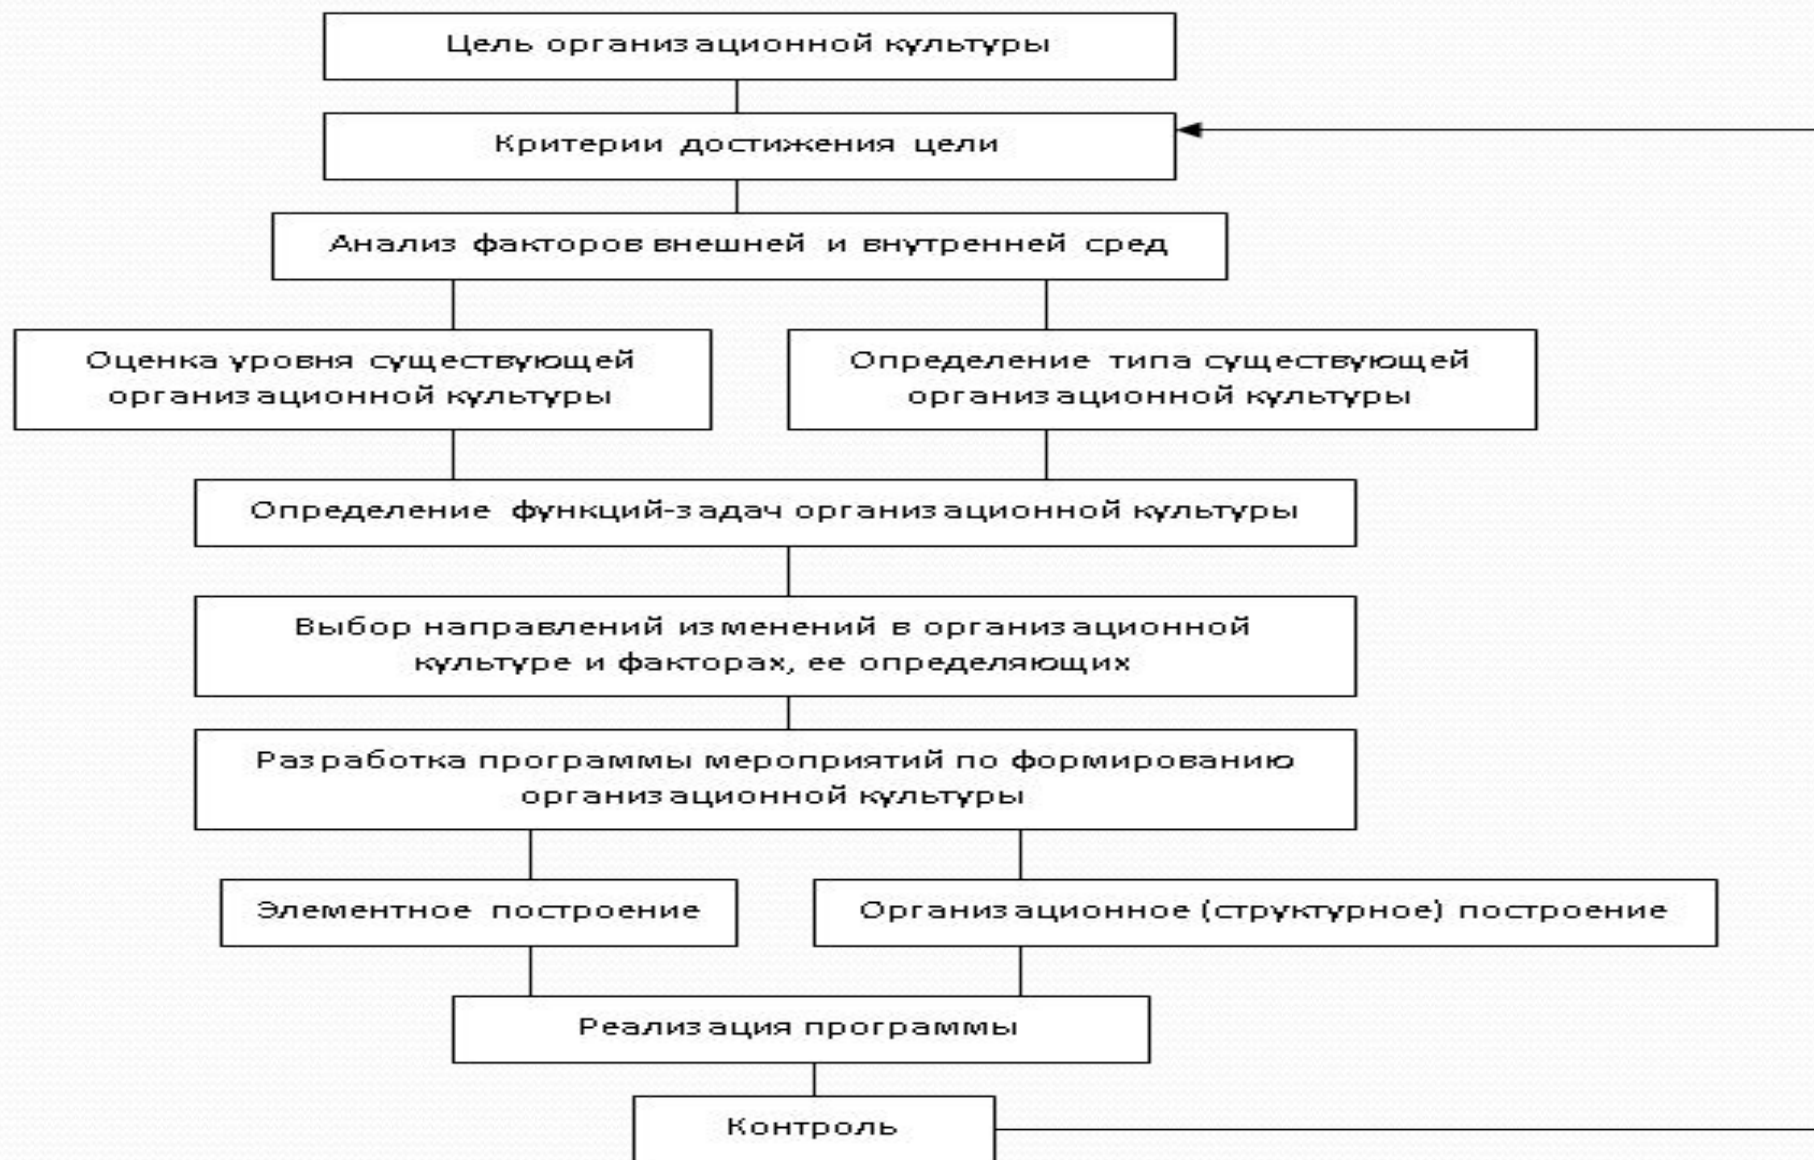 Цель организационной культуры
Критерии достижения цели
Анализ факторов внешней и внутренней сред
Оценка уровня существующей
организационной культуры
Определение типа существующей
организационной культуры
Определение функций-задач организационной культуры
Выбор направлений изменений в организационной
культуре и факторах, ее определяющих
Разработка программы мероприятий по формированию
организационной культуры
Элементное построение
Организационное (структурное) построение
Реализация программы
Контроль